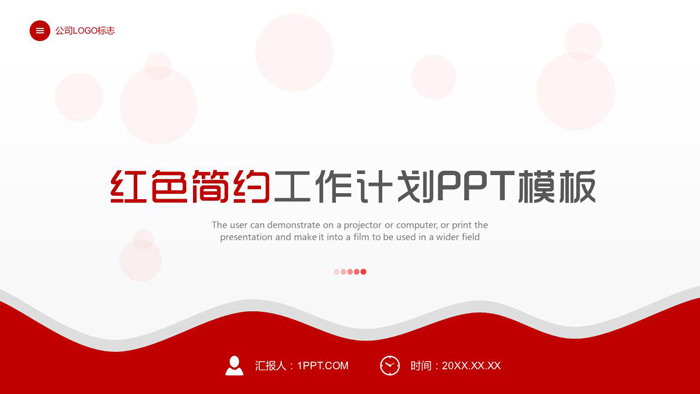 公司LOGO标志
红色简约工作计划PPT模板
The user can demonstrate on a projector or computer, or print the
presentation and make it into a film to be used in a wider field
汇报人：1PPT.COM
时间：20XX.XX.XX